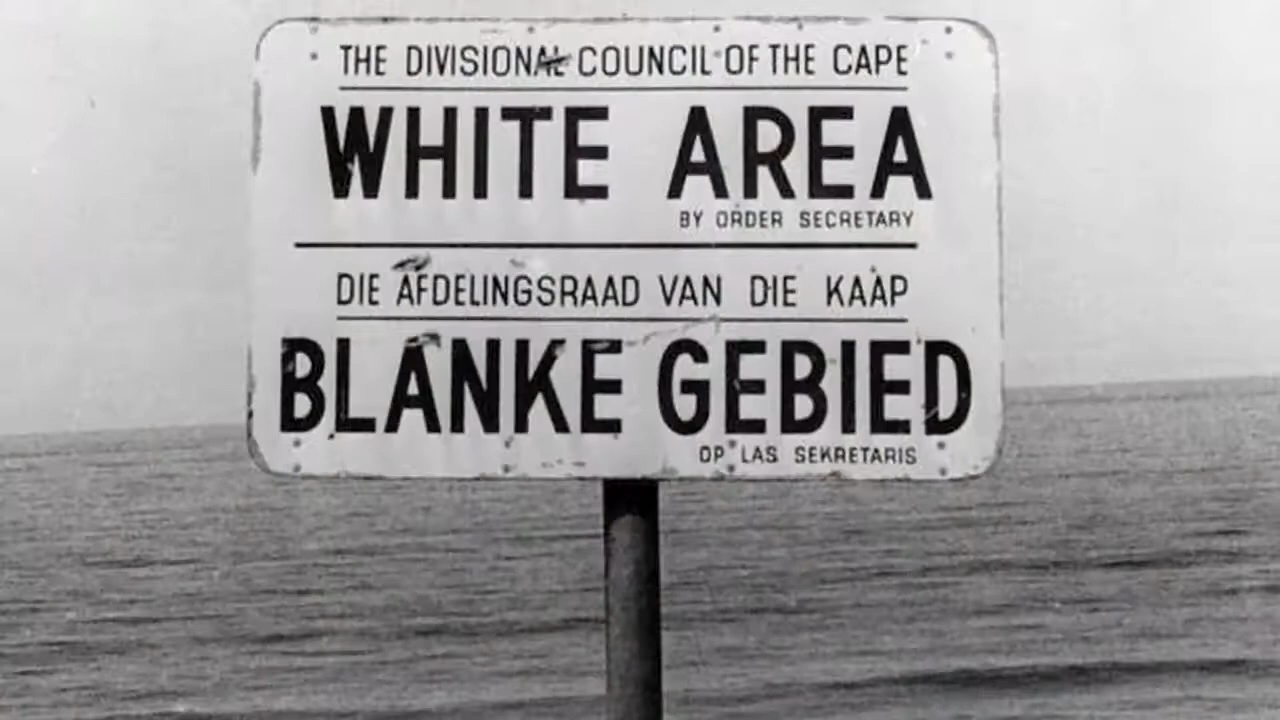 THE DIVISIONAL COUNCIL OF THE CAPE
WHITE AREA
BY ORDER SECRETARY
DIE AFDELINGSRAAD VAN DIE KAAP
BLANKE GEBIED
OP LAS SEKRETARIS